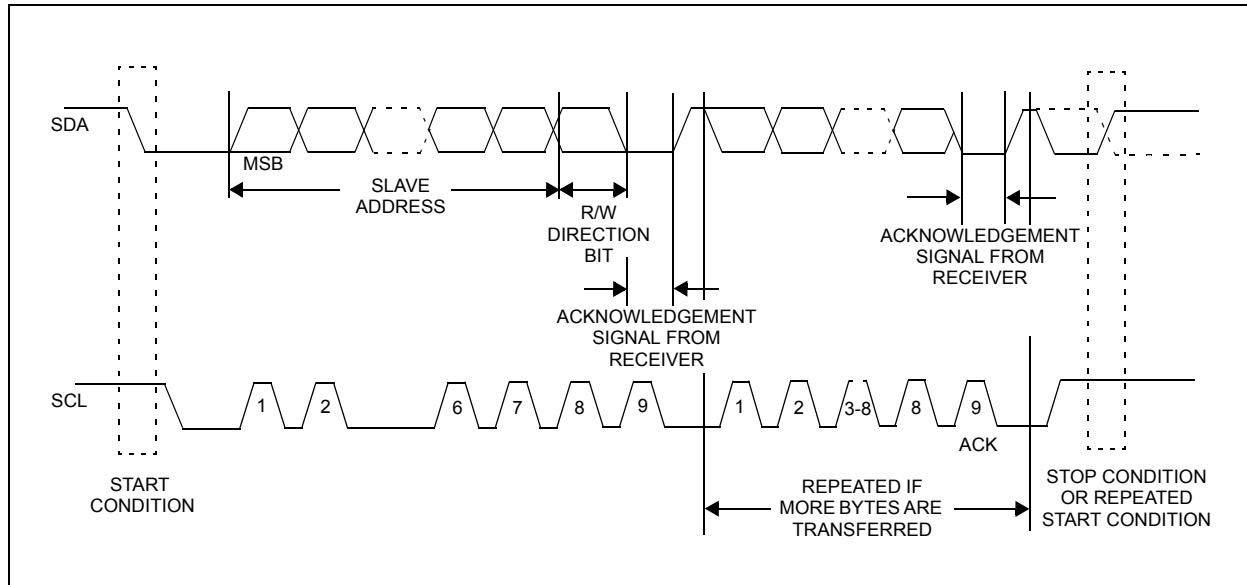 SDA
MSB
SLAVE
ADDRESS
R/W
DIRECTION
BIT
ACKNOWLEDGEMENT
SIGNAL FROM
RECEIVER
ACKNOWLEDGEMENT
SIGNAL FROM
RECEIVER
SCL
1 2 6 7 8 9 1 2 3-8 8 9
ACK
START
CONDITION
REPEATED IF
MORE BYTES ARE
TRANSFERRED
STOP CONDITION
OR REPEATED
START CONDITION